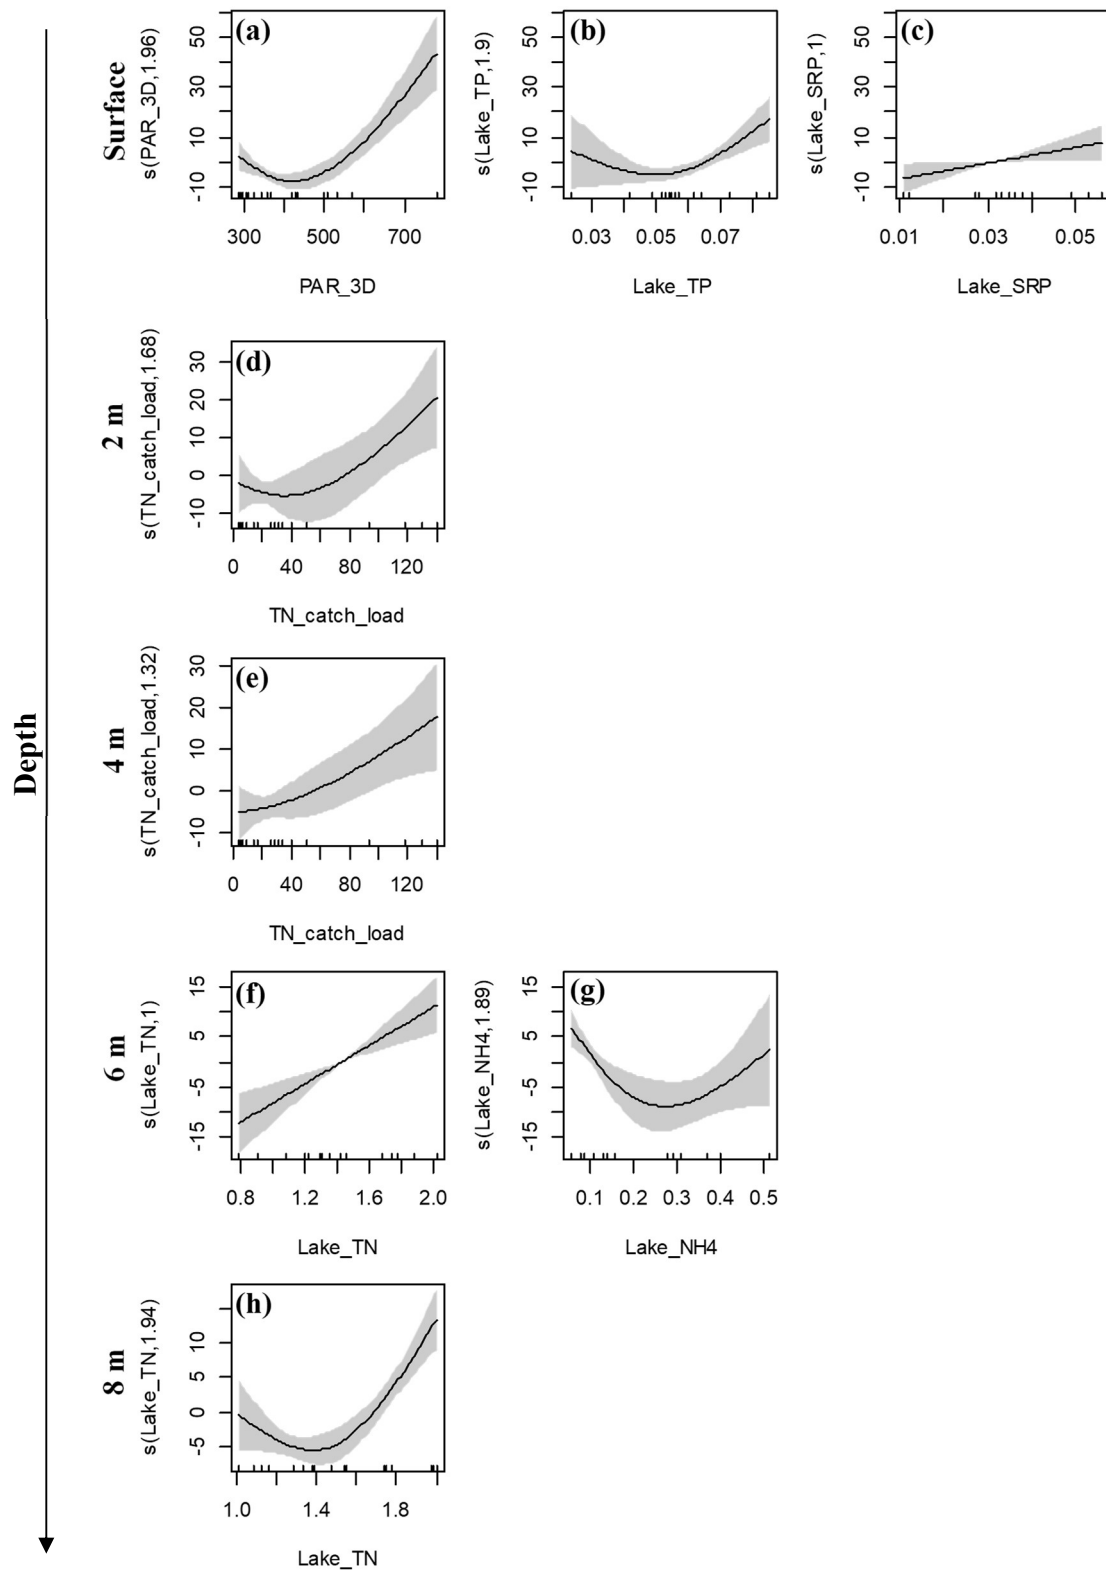 Depth
Surface
(a)
s(PAR_3D,1.96)
-10 10 30 50
300 500 700
PAR_3D
(b)
s(Lake_TP,1.9)
-10 10 30 50
0.03 0.05 0.07
Lake_TP
(c)
s(Lake_SRP,1)
-10 10 30 50
0.01 0.03 0.05
Lake_SRP
2 m
(d)
s(TN_catch_load,1.68)
-10 0 10 20 30
0 40 80 120
TN_catch_load
4 m
(e)
s(TN_catch_load,1.32)
-10 0 10 20 30
0 40 80 120
TN_catch_load
6 m
(f)
s(Lake_TN,1)
-15 -5 5 15
0.8 1.2 1.6 2.0
Lake_TN
(g)
s(Lake_NH4,1.89)
-15 -5 5 15
0.1 0.2 0.3 0.4 0.5
Lake_NH4
8 m
(h)
s(Lake_TN,1.94)
-5 0 5 10
1.0 1.4 1.8
Lake_TN